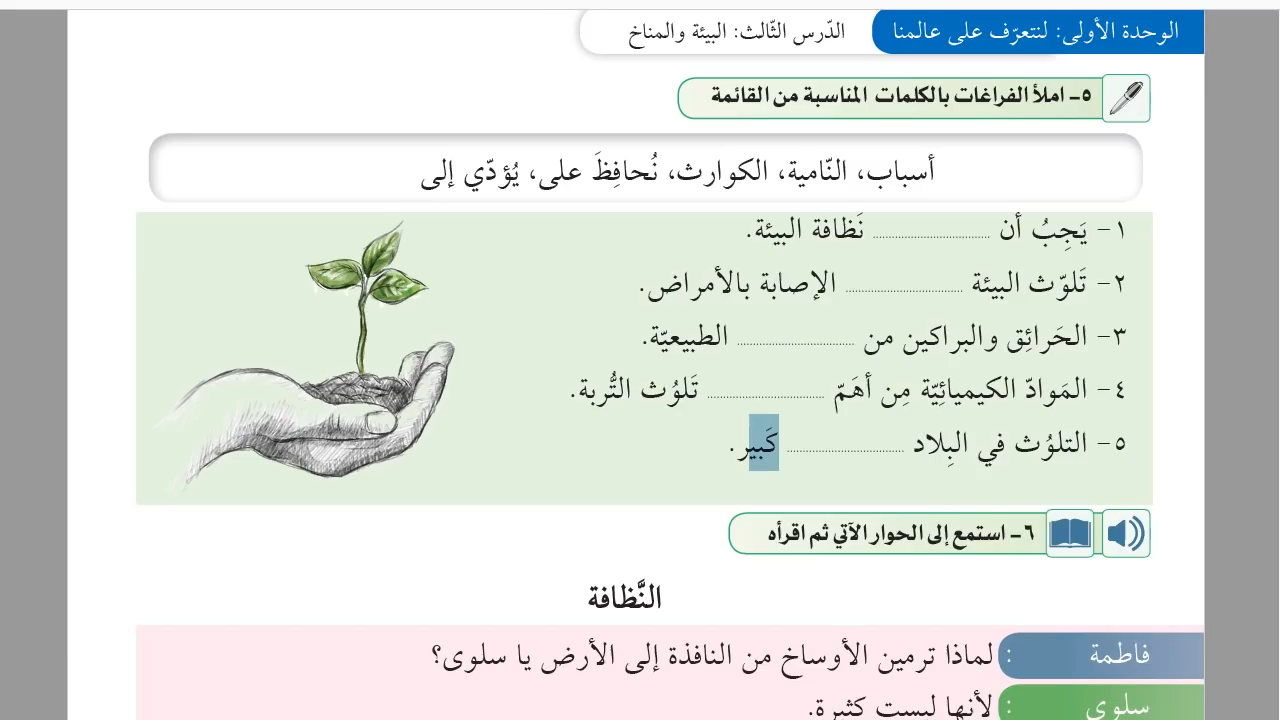 الوحدة الأولى: لنتعرّف على عالمنا
الدّرس الثّالث: البيئة والمناخ
٥- املأ الفراغات بالكلمات المناسبة من القائمة
أسباب، النّامية، الكوارث، نُحافِظَ على، يُؤدّي إلى
١- يَجِبُ أن .................... نَظافة البيئة.
٢- تَلوّث البيئة .................... الإصابة بالأمراض.
٣- الحَرائِق والبراكين من .................... الطبيعيّة.
٤- المَوادّ الكيميائِيّة مِن أهَمّ .................... تَلوُث التُّربة.
٥- التلوُث في البِلاد .................... كَبير.
٦- استمع إلى الحوار الآتي ثم اقرأه
النَّظافة
فاطمة : لماذا ترمين الأوساخ من النافذة إلى الأرض يا سلوى؟
سلوى : لأنها ليست كثيرة.